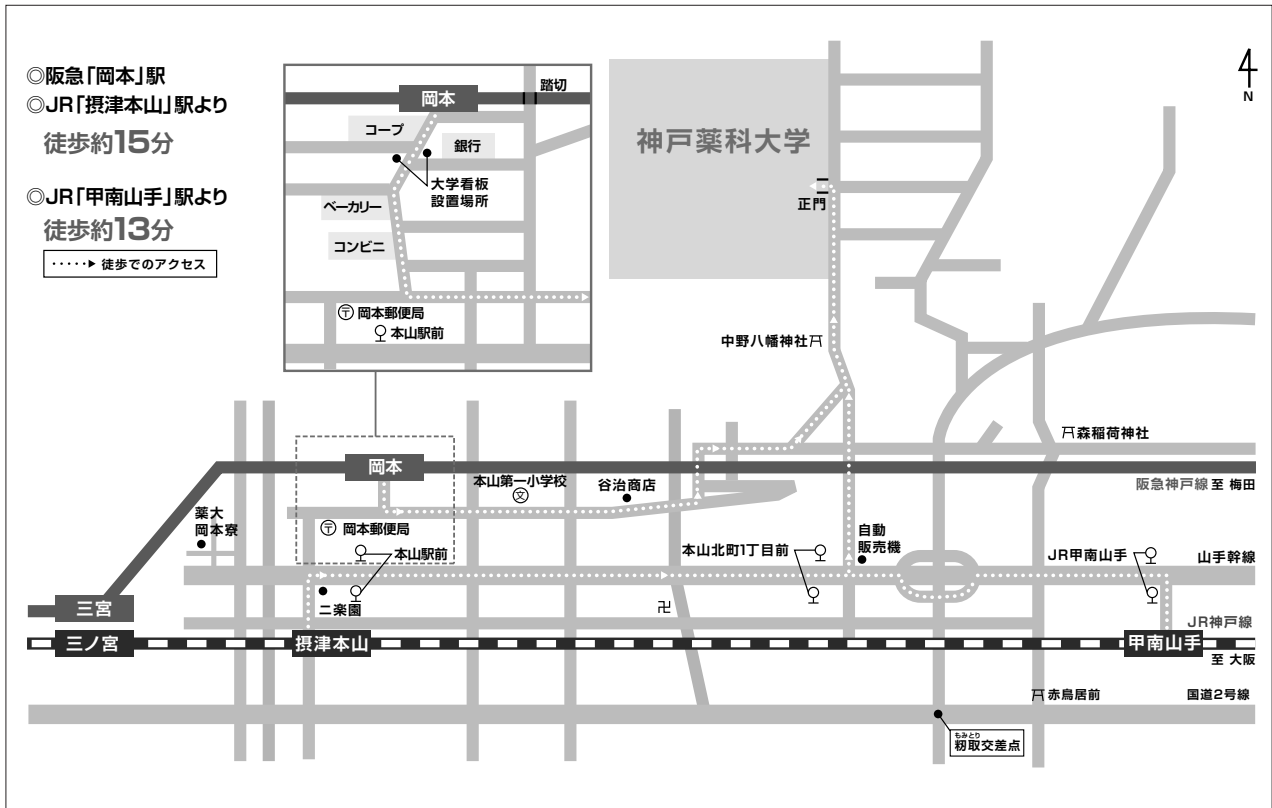 ◎阪急「岡本」駅
◎JR「摂津本山」駅より
徒歩約15分
◎JR「甲南山手」駅より
徒歩約13分
・・・・・▶ 徒歩でのアクセス
岡本
踏切
コープ
銀行
大学看板
設置場所
ベーカリー
コンビニ
〒 岡本郵便局
本山駅前
N
神戸薬科大学
正門
中野八幡神社
森稲荷神社
岡本
本山第一小学校
文
谷治商店
阪急神戸線 至 梅田
薬大
岡本寮
〒 岡本郵便局
本山駅前
二楽園
本山北町1丁目前
自動
販売機
JR甲南山手
山手幹線
卍
三宮
三ノ宮
摂津本山
甲南山手
JR神戸線
至 大阪
赤鳥居前
国道2号線
もみとり
籾取交差点